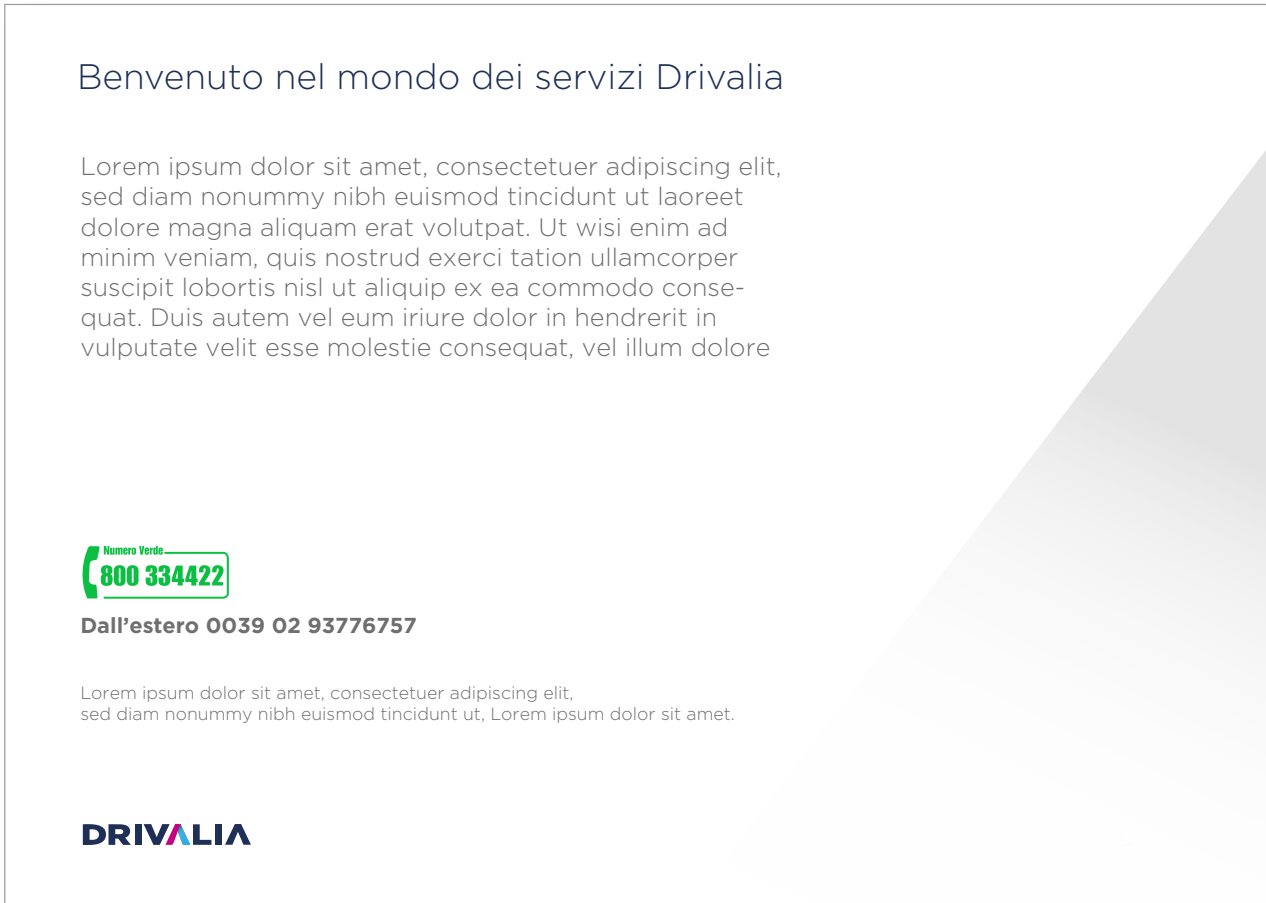 Benvenuto nel mondo dei servizi Drivalia
Lorem ipsum dolor sit amet, consectetuer adipiscing elit,
sed diam nonummy nibh euismod tincidunt ut laoreet
dolore magna aliquam erat volutpat. Ut wisi enim ad
minim veniam, quis nostrud exerci tation ullamcorper
suscipit lobortis nisl ut aliquip ex ea commodo conse-
quat. Duis autem vel eum iriure dolor in hendrerit in
vulputate velit esse molestie consequat, vel illum dolore
Numero Verde
800 334422
Dall’estero 0039 02 93776757
Lorem ipsum dolor sit amet, consectetuer adipiscing elit,
sed diam nonummy nibh euismod tincidunt ut, Lorem ipsum dolor sit amet.
DRIVALIA